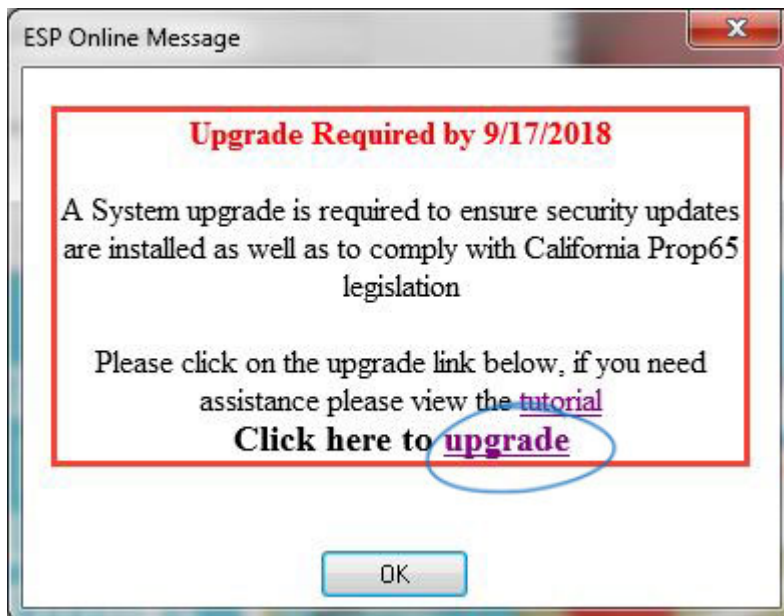 ESP Online Message
Upgrade Required by 9/17/2018
A System upgrade is required to ensure security updates
are installed as well as to comply with California Prop65
legislation
Please click on the upgrade link below, if you need
assistance please view the tutorial
Click here to upgrade
OK